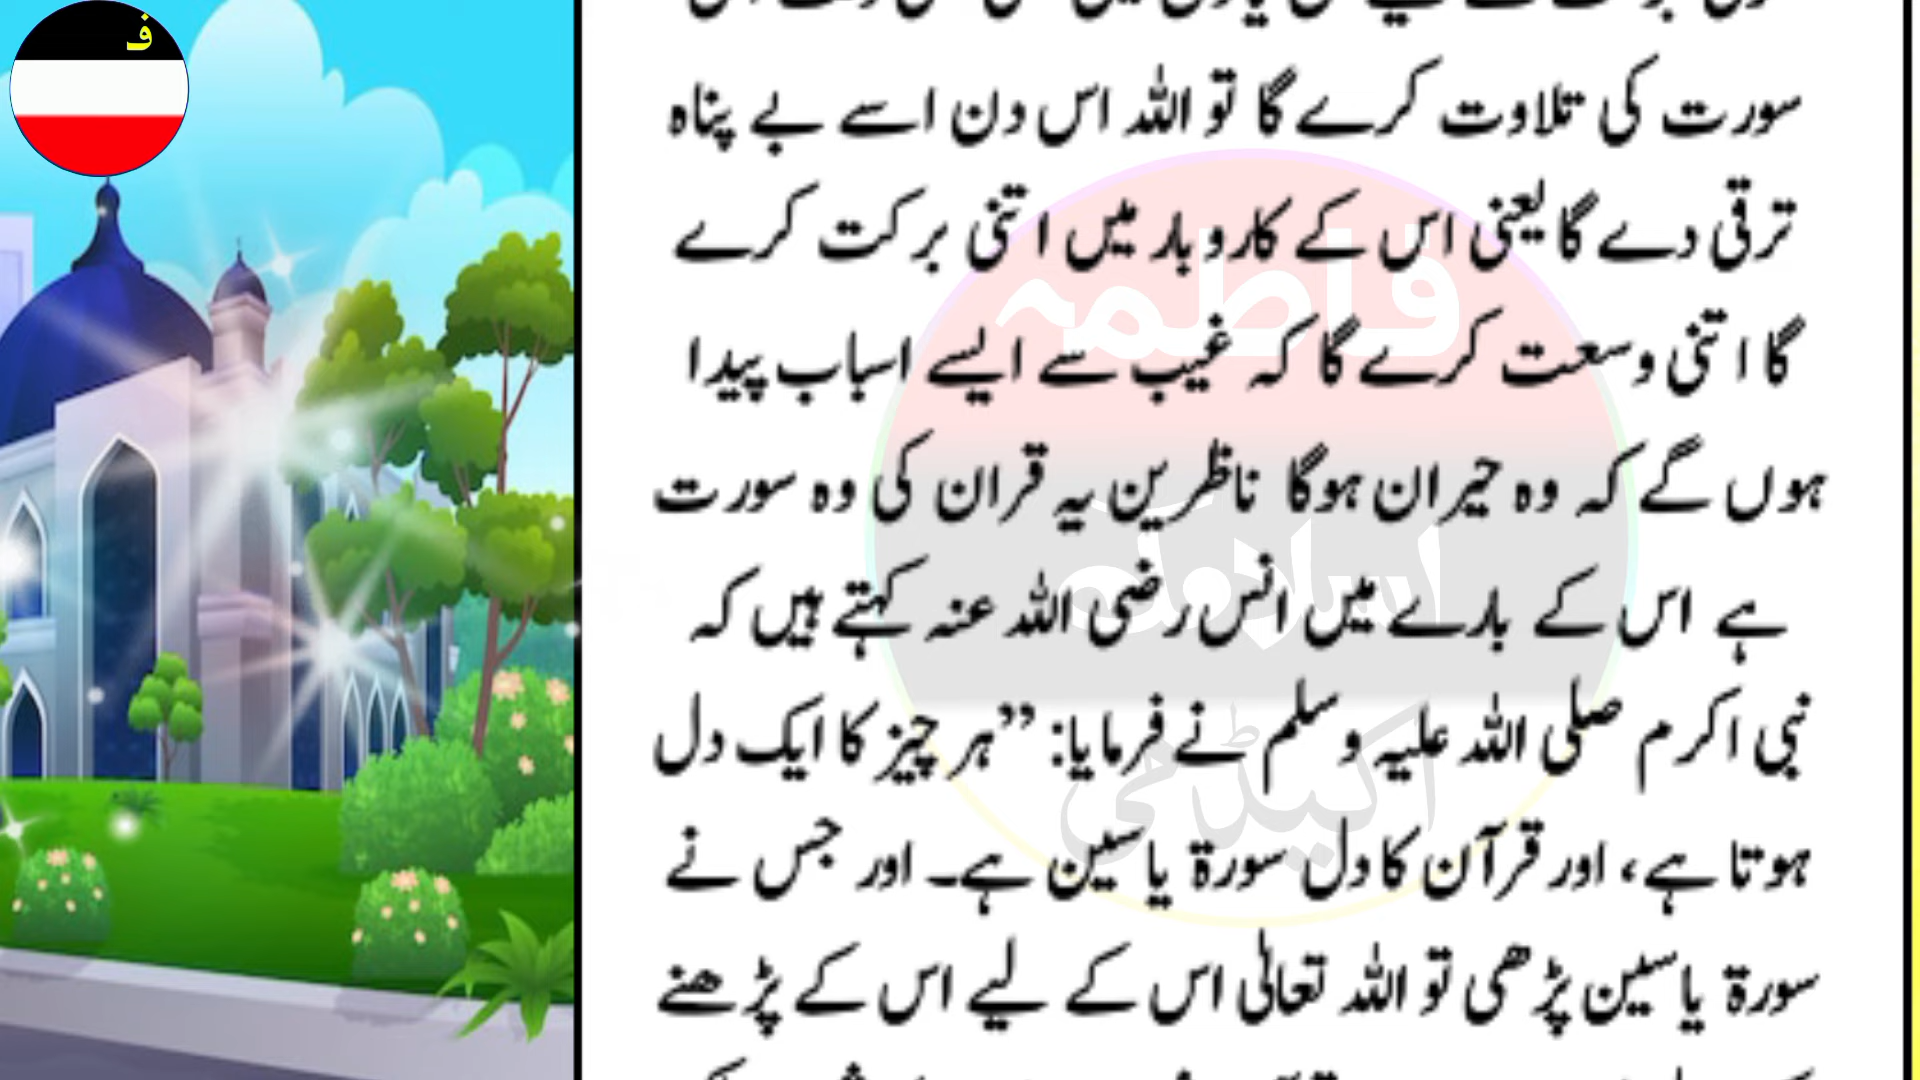 ف
سورت کی تلاوت کرے گا تو اللہ اس دن اسے بے پناہ
ترقی دے گا یعنی اس کے کاروبار میں اتنی برکت کرے
گا اتنی وسعت کرے گا کہ غیب سے ایسے اسباب پیدا
ہوں گے کہ وہ حیران ہوگا ناظرین یہ قران کی وہ سورت
ہے اس کے بارے میں انس رضی اللہ عنہ کہتے ہیں کہ
نبی اکرم صلی اللہ علیہ وسلم نے فرمایا: ”ہر چیز کا ایک دل
ہوتا ہے، اور قرآن کا دل سورۃ یاسین ہے۔ اور جس نے
سورۃ یاسین پڑھی تو اللہ تعالٰی اس کے لیے اس کے پڑھنے
فاطمہ
اسلامک
اکیڈمی